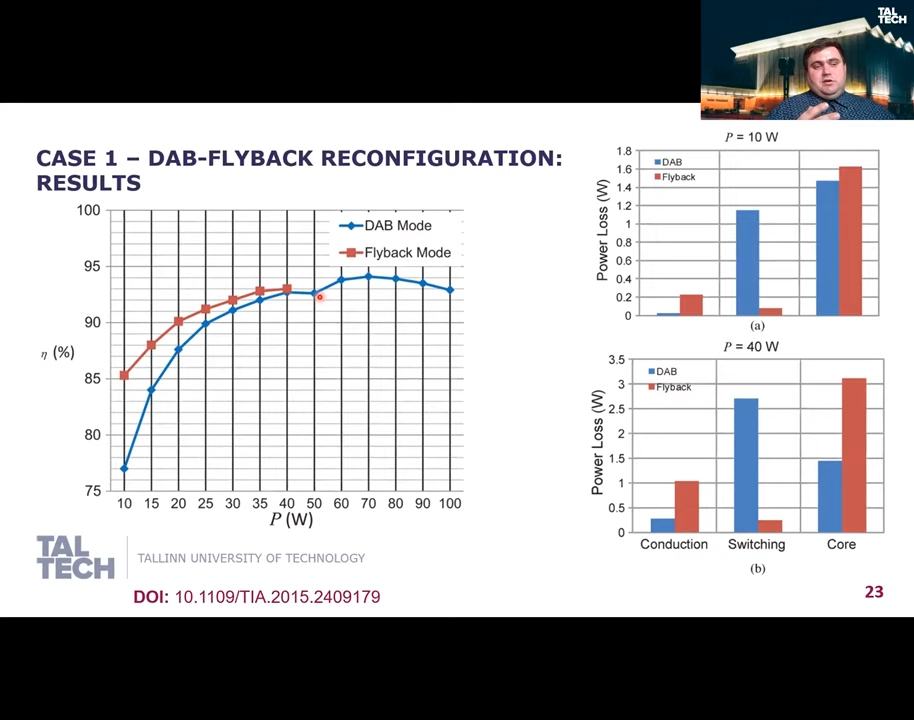 TAL
TECH
CASE 1 – DAB-FLYBACK RECONFIGURATION:
RESULTS
100
95
90
85
80
75
η (%)
DAB Mode
Flyback Mode
10 15 20 25 30 35 40 50 60 70 80 90 100
P (W)
P = 10 W
1.8
1.6
1.4
1.2
1
0.8
0.6
0.4
0.2
0
Power Loss (W)
DAB
Flyback
(a)
P = 40 W
3.5
3
2.5
2
1.5
1
0.5
0
Power Loss (W)
DAB
Flyback
Conduction Switching Core
(b)
TAL
TECH
TALLINN UNIVERSITY OF TECHNOLOGY
DOI: 10.1109/TIA.2015.2409179
23